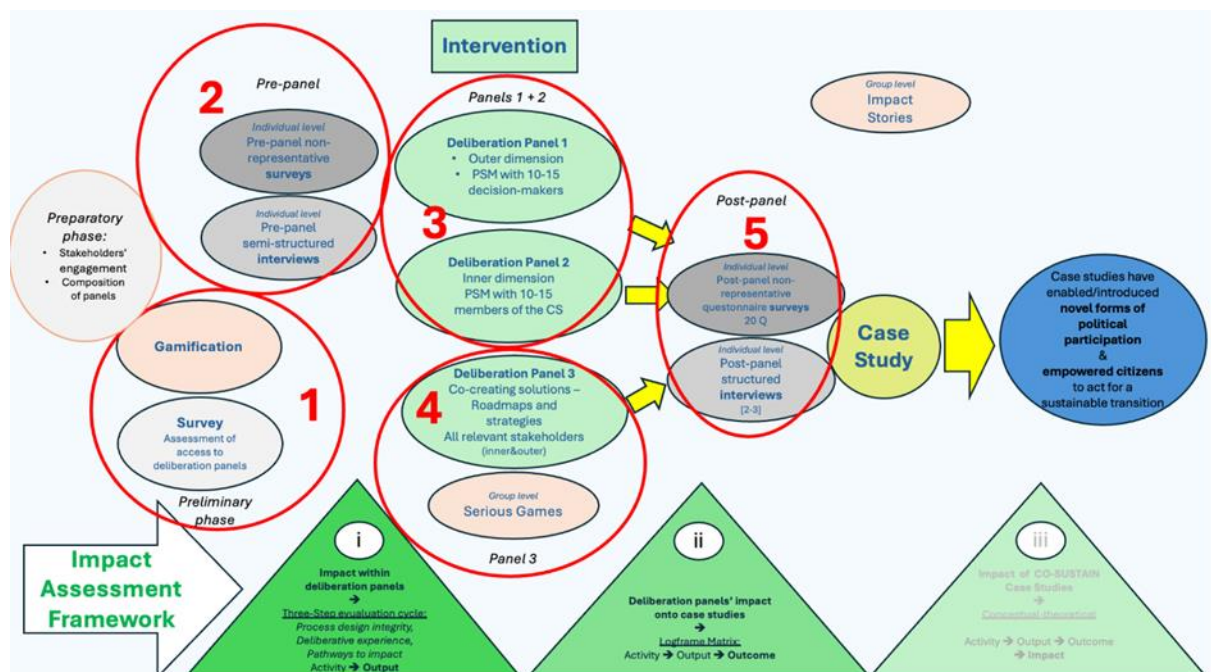 Intervention
2
Pre-panel
Individual level
Pre-panel non-
representative
surveys
Individual level
Pre-panel
semi-structured
interviews
Preparatory
phase:
• Stakeholders'
engagement
• Composition
of panels
Gamification
1
Survey
Assessment of
access to
deliberation panels
Preliminary
phase
Panels 1 + 2
Deliberation Panel 1
• Outer dimension
• PSM with 10-15
decision-makers
3
Deliberation Panel 2
Inner dimension
PSM with 10-15
members of the CS
4
Deliberation Panel 3
Co-creating solutions –
Roadmaps and
strategies
All relevant stakeholders
(inner&outer)
Group level
Serious Games
Panel 3
Group level
Impact
Stories
Post-panel
5
Individual level
Post-panel non-
representative
questionnaire surveys
20 Q
Individual level
Post-panel
structured
interviews
[2-3]
Case
Study
Case studies have
enabled/introduced
novel forms of
political
participation
&
empowered citizens
to act for a
sustainable transition
Impact
Assessment
Framework
i
Impact within
deliberation panels
➔
Three-Step evualuation cycle:
Process design integrity,
Deliberative experience,
Pathways to impact
Activity ➔ Output
ii
Deliberation panels' impact
onto case studies
➔
Logframe Matrix:
Activity ➔ Output ➔ Outcome
iii
Impact of CO-SUSTAIN
Case Studies
➔
Conceptual-theoretical
Activity ➔ Output ➔ Outcome
➔ Impact